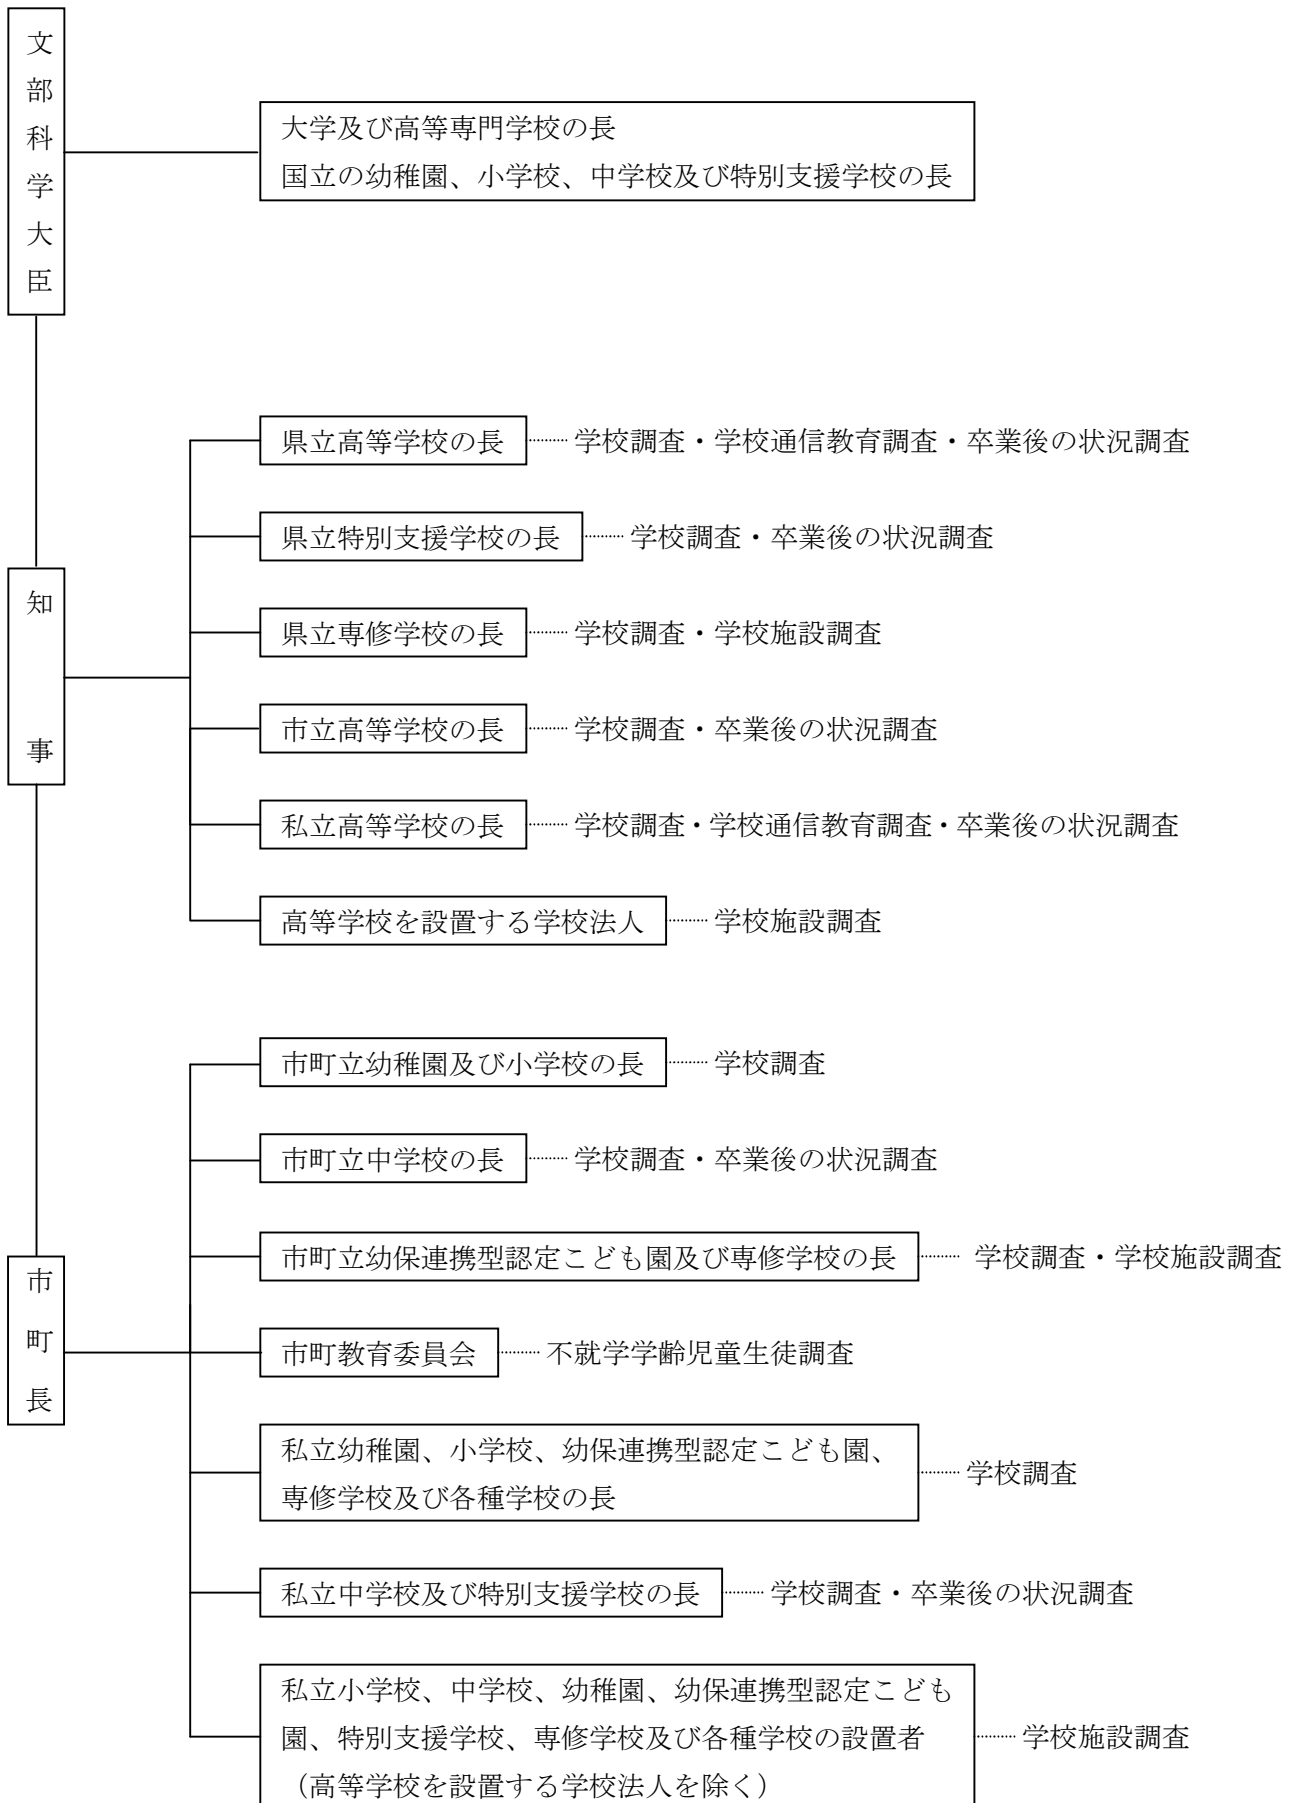 文部科学大臣
大学及び高等専門学校の長
国立の幼稚園、小学校、中学校及び特別支援学校の長
知事
県立高等学校の長 学校調査・学校通信教育調査・卒業後の状況調査
県立特別支援学校の長 学校調査・卒業後の状況調査
県立専修学校の長 学校調査・学校施設調査
市立高等学校の長 学校調査・卒業後の状況調査
私立高等学校の長 学校調査・学校通信教育調査・卒業後の状況調査
高等学校を設置する学校法人 学校施設調査
市町長
市町立幼稚園及び小学校の長 学校調査
市町立中学校の長 学校調査・卒業後の状況調査
市町立幼保連携型認定こども園及び専修学校の長 学校調査・学校施設調査
市町教育委員会 不就学学齢児童生徒調査
私立幼稚園、小学校、幼保連携型認定こども園、
専修学校及び各種学校の長 学校調査
私立中学校及び特別支援学校の長 学校調査・卒業後の状況調査
私立小学校、中学校、幼稚園、幼保連携型認定こども
園、特別支援学校、専修学校及び各種学校の設置者 学校施設調査
（高等学校を設置する学校法人を除く）